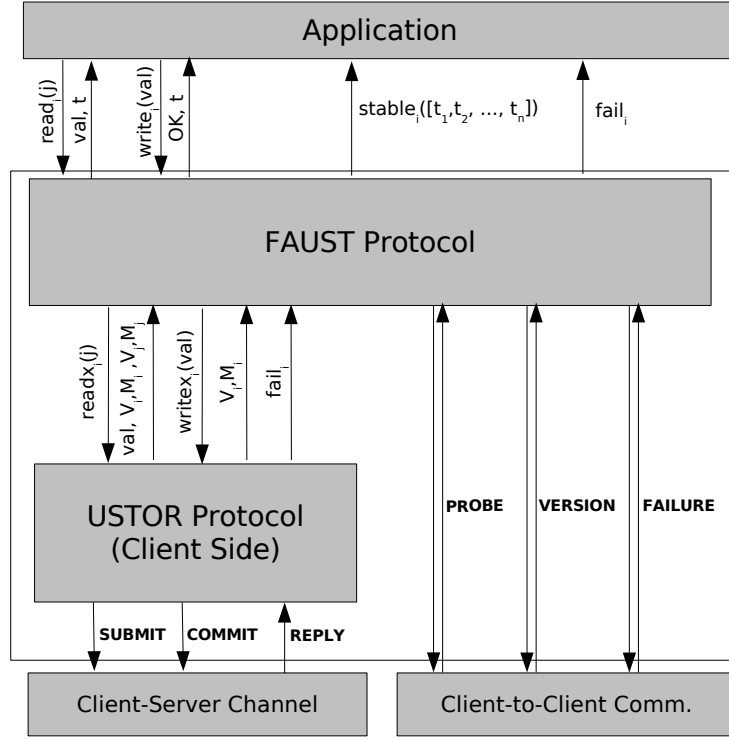 Application
read_i(j)
val, t
write_i(val)
OK, t
stable_i([t_1,t_2, ..., t_n])
fail_i
FAUST Protocol
readx_i(j)
val, V_i,M_i ,V_j,M_j
writex_i(val)
V_i,M_i
fail_i
USTOR Protocol
(Client Side)
PROBE
VERSION
FAILURE
SUBMIT
COMMIT
REPLY
Client-Server Channel
Client-to-Client Comm.